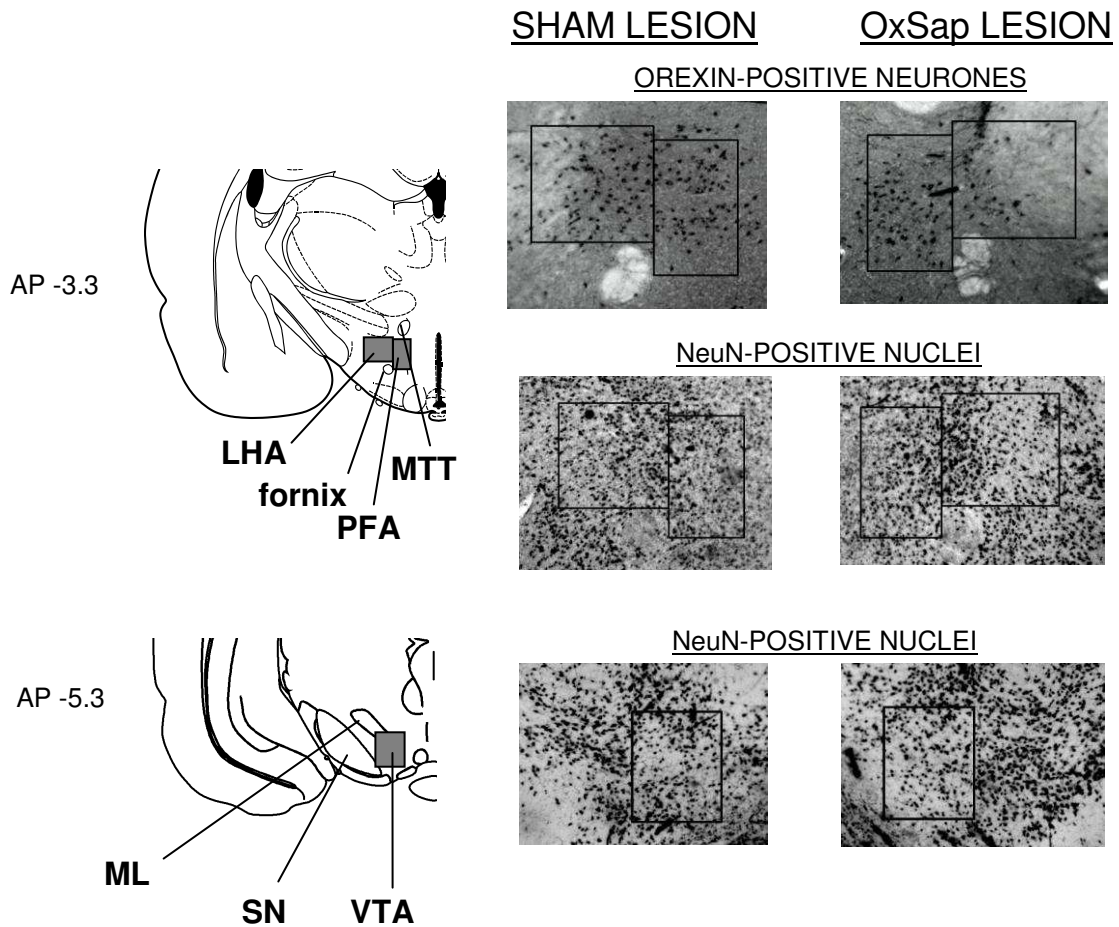 SHAM LESION
OxSap LESION
OREXIN-POSITIVE NEURONES
AP -3.3
NeuN-POSITIVE NUCLEI
LHA
MTT
fornix
PFA
NeuN-POSITIVE NUCLEI
AP -5.3
ML
SN
VTA